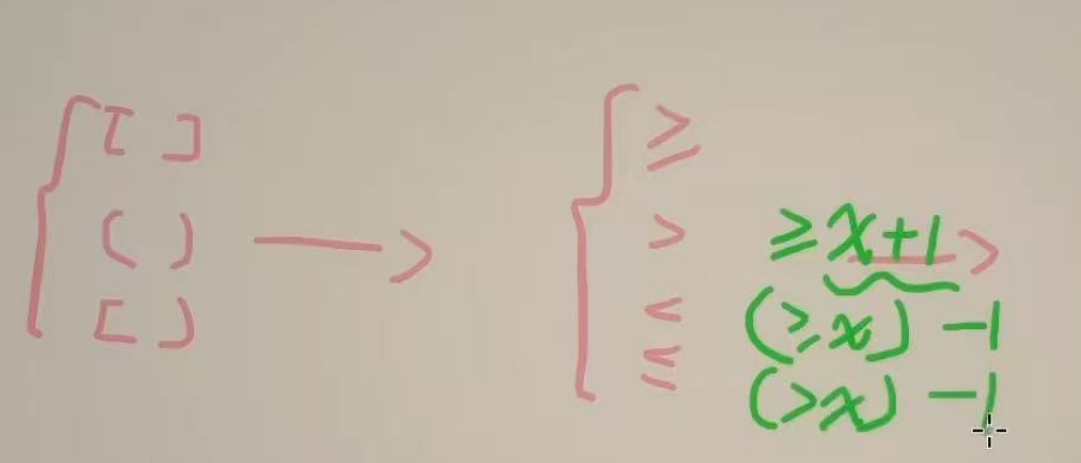 [ ]
( )
[ )
≥
>
<
≤
≥x+1
(≥x) -1
(>x) -1